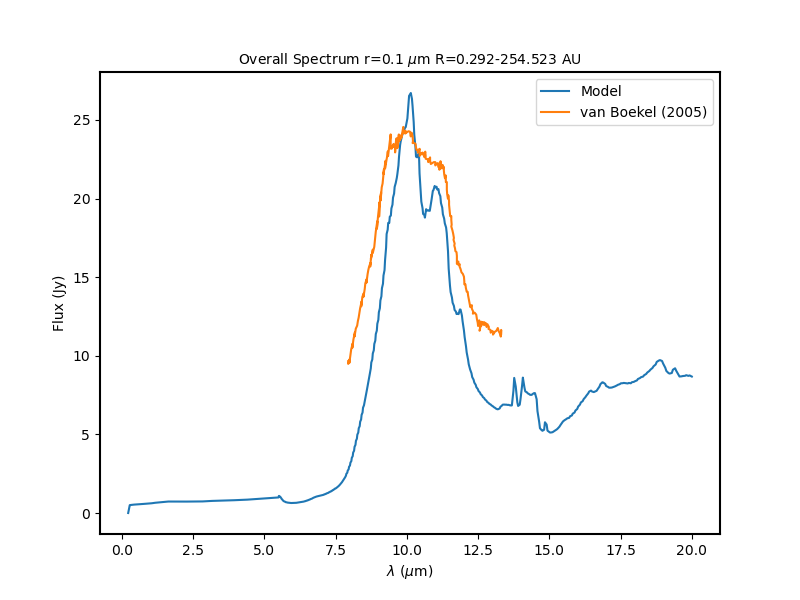 Overall Spectrum r=0.1 μm R=0.292-254.523 AU
Model
van Boekel (2005)
25
20
15
10
5
0
Flux (Jy)
0.0 2.5 5.0 7.5 10.0 12.5 15.0 17.5 20.0
λ (μm)